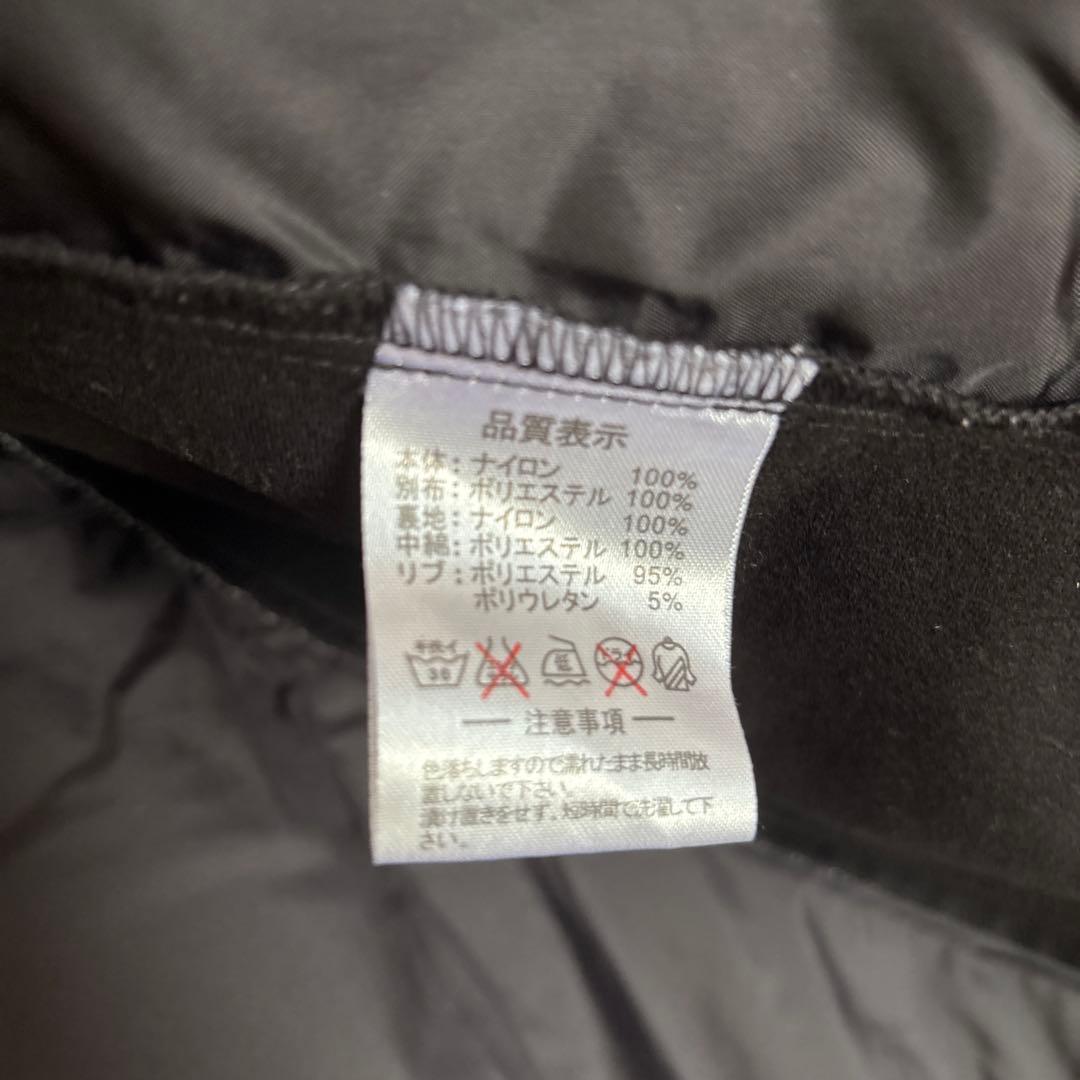 品質表示
本体：ナイロン 100%
別布：ポリエステル 100%
裏地：ナイロン 100%
中綿：ポリエステル 100%
リブ：ポリエステル 95%
ポリウレタン 5%
手洗イ 30 低 ドライ
注意事項
色落ちしますので濡れたまま長時間放
置しないで下さい。
漬け置きをせず、短時間で洗濯して下
さい。